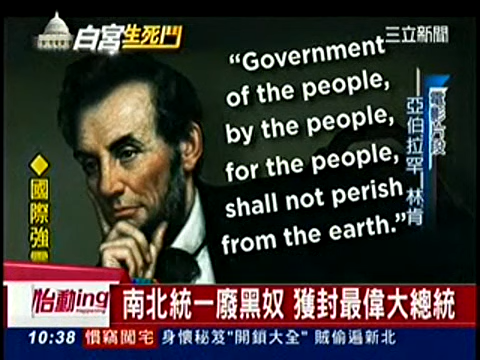 白宮生死鬥
三立新聞
"Government
of the people,
by the people,
for the people,
shall not perish
from the earth."
電影片段
亞伯拉罕 林肯
◆國際強
怡動ing
Happening
南北統一廢黑奴 獲封最偉大總統
10:38 慣竊闖宅 身懷秘笈"開鎖大全" 賊偷遍新北